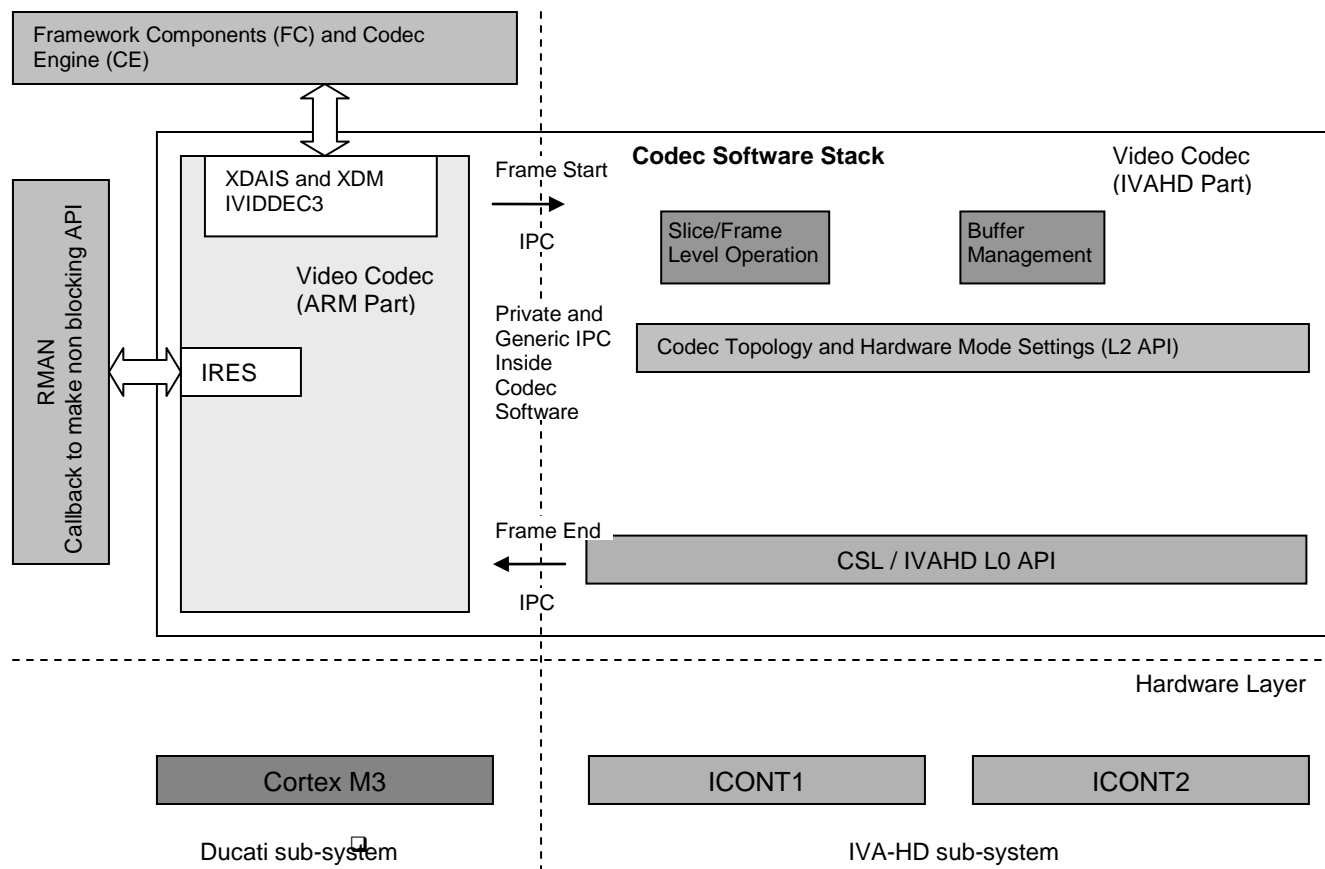 Framework Components (FC) and Codec
Engine (CE)
RMAN
Callback to make non blocking API
XDAIS and XDM
IVIDDEC3
Video Codec
(ARM Part)
IRES
Frame Start
IPC
Private and
Generic IPC
Inside
Codec
Software
Frame End
IPC
Codec Software Stack
Video Codec
(IVAHD Part)
Slice/Frame
Level Operation
Buffer
Management
Codec Topology and Hardware Mode Settings (L2 API)
CSL / IVAHD L0 API
Hardware Layer
Cortex M3
ICONT1
ICONT2
Ducati sub-system
IVA-HD sub-system